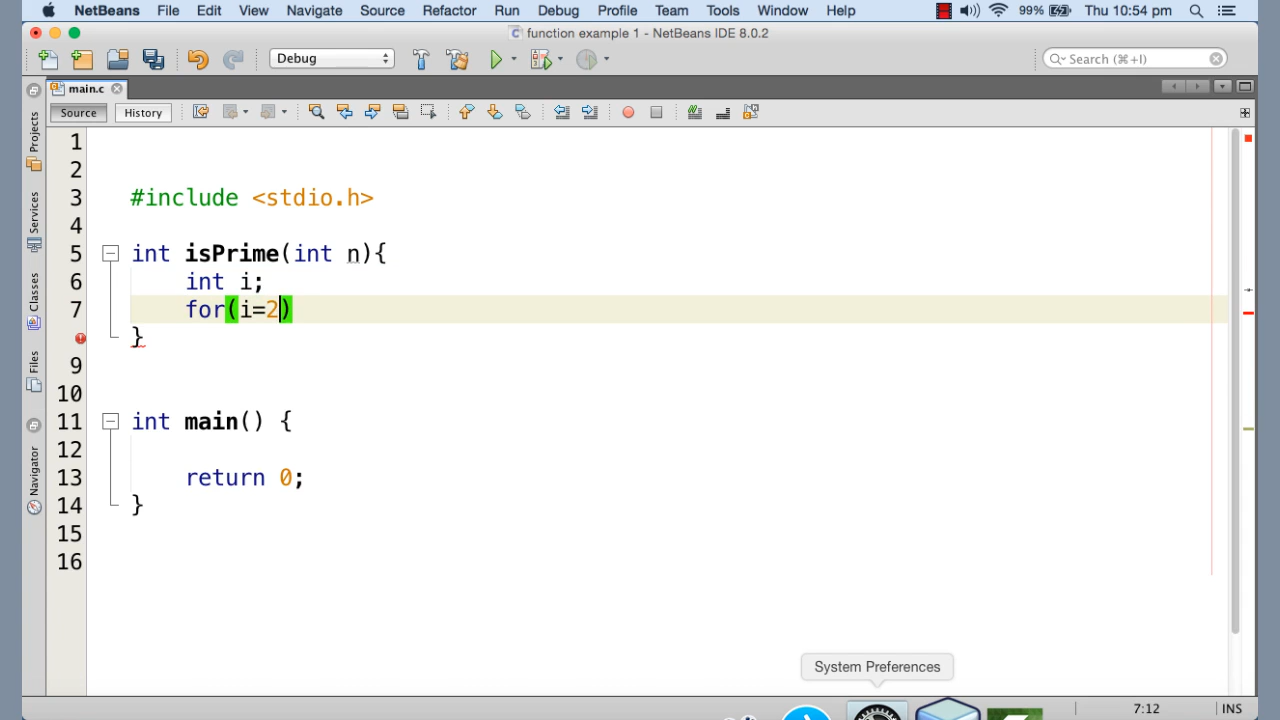 NetBeans File Edit View Navigate Source Refactor Run Debug Profile Team Tools Window Help 99% Thu 10:54 pm
function example 1 - NetBeans IDE 8.0.2
Debug Search (⌘+I)
main.c
Source History
Projects
Services
Classes
Files
Navigator
1
2
3 #include <stdio.h>
4
5 int isPrime(int n){
6 int i;
7 for(i=2)
}
9
10
11 int main() {
12
13 return 0;
14 }
15
16
System Preferences
7:12 INS